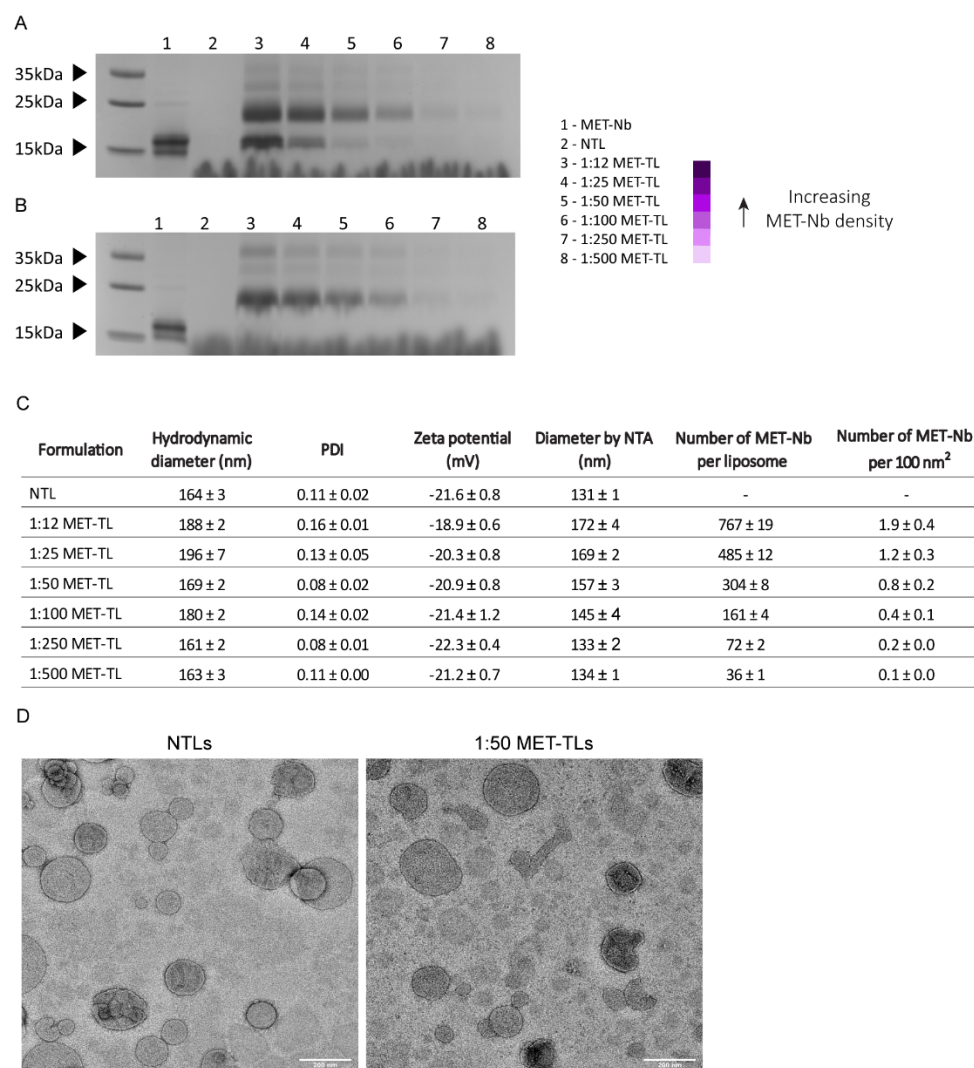 A
1 2 3 4 5 6 7 8
35kDa
25kDa
15kDa
1 - MET-Nb
2 - NTL
3 - 1:12 MET-TL
4 - 1:25 MET-TL
5 - 1:50 MET-TL
6 - 1:100 MET-TL
7 - 1:250 MET-TL
8 - 1:500 MET-TL
Increasing
MET-Nb density
B
1 2 3 4 5 6 7 8
35kDa
25kDa
15kDa
C
Formulation Hydrodynamic diameter (nm) PDI Zeta potential (mV) Diameter by NTA (nm) Number of MET-Nb per liposome Number of MET-Nb per 100 nm²
NTL 164 ± 3 0.11 ± 0.02 -21.6 ± 0.8 131 ± 1 - -
1:12 MET-TL 188 ± 2 0.16 ± 0.01 -18.9 ± 0.6 172 ± 4 767 ± 19 1.9 ± 0.4
1:25 MET-TL 196 ± 7 0.13 ± 0.05 -20.3 ± 0.8 169 ± 2 485 ± 12 1.2 ± 0.3
1:50 MET-TL 169 ± 2 0.08 ± 0.02 -20.9 ± 0.8 157 ± 3 304 ± 8 0.8 ± 0.2
1:100 MET-TL 180 ± 2 0.14 ± 0.02 -21.4 ± 1.2 145 ± 4 161 ± 4 0.4 ± 0.1
1:250 MET-TL 161 ± 2 0.08 ± 0.01 -22.3 ± 0.4 133 ± 2 72 ± 2 0.2 ± 0.0
1:500 MET-TL 163 ± 3 0.11 ± 0.00 -21.2 ± 0.7 134 ± 1 36 ± 1 0.1 ± 0.0
D
NTLs 1:50 MET-TLs
200 nm 200 nm